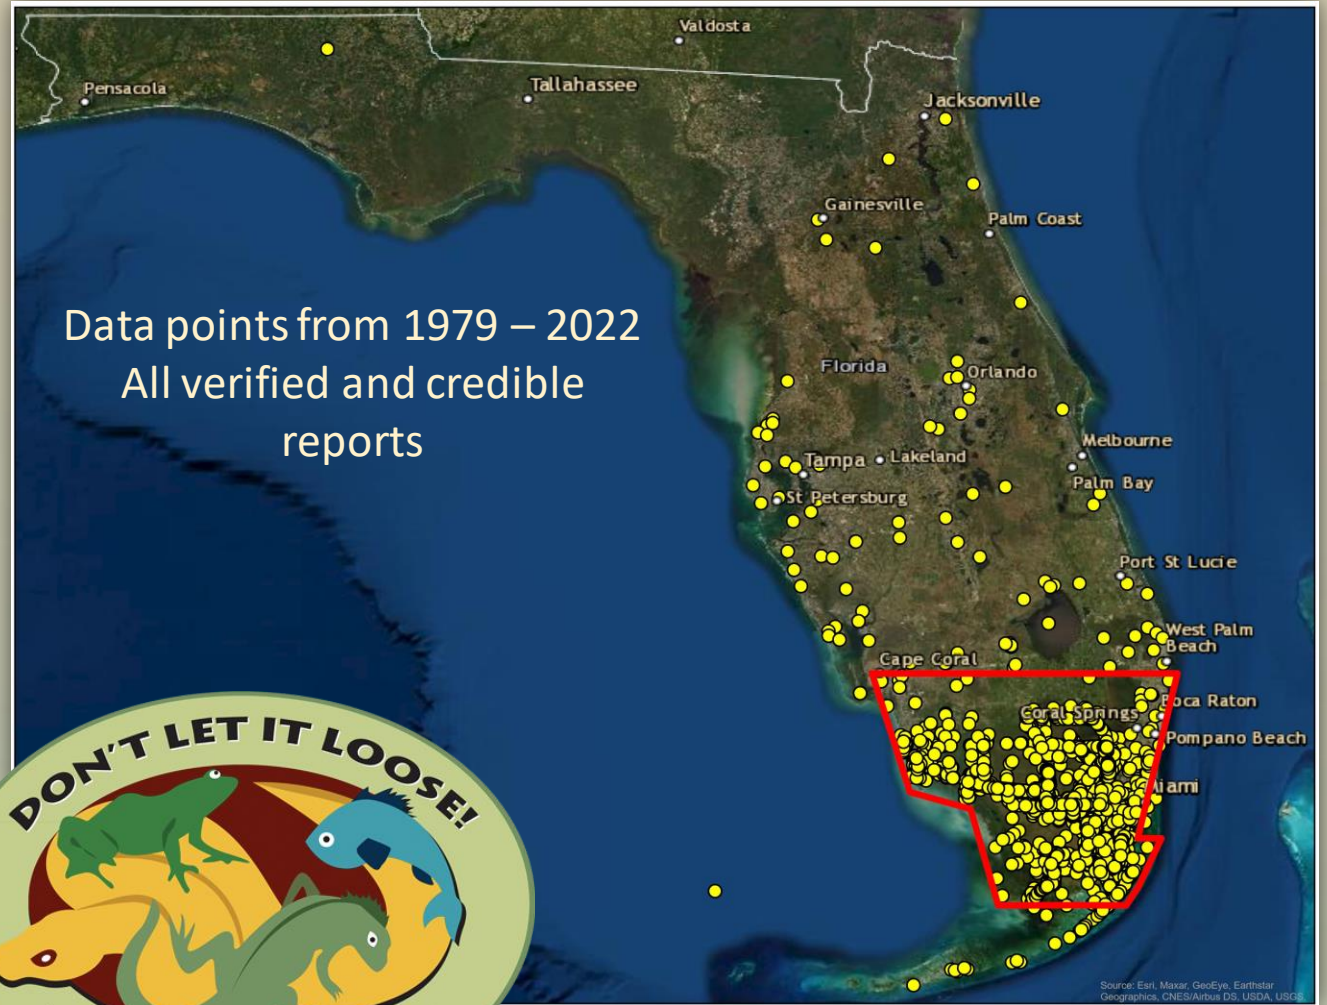 Valdosta
Pensacola
Tallahassee
Jacksonville
Gainesville
Palm Coast
Data points from 1979 – 2022
All verified and credible
reports
Florida
Orlando
Melbourne
Tampa
Lakeland
Palm Bay
St Petersburg
Port St Lucie
West Palm
Beach
Cape Coral
Boca Raton
Coral Springs
Pompano Beach
Miami
DON'T LET IT LOOSE!
Source: Esri, Maxar, GeoEye, Earthstar
Geographics, CNES/Airbus DS, USDA, USGS,